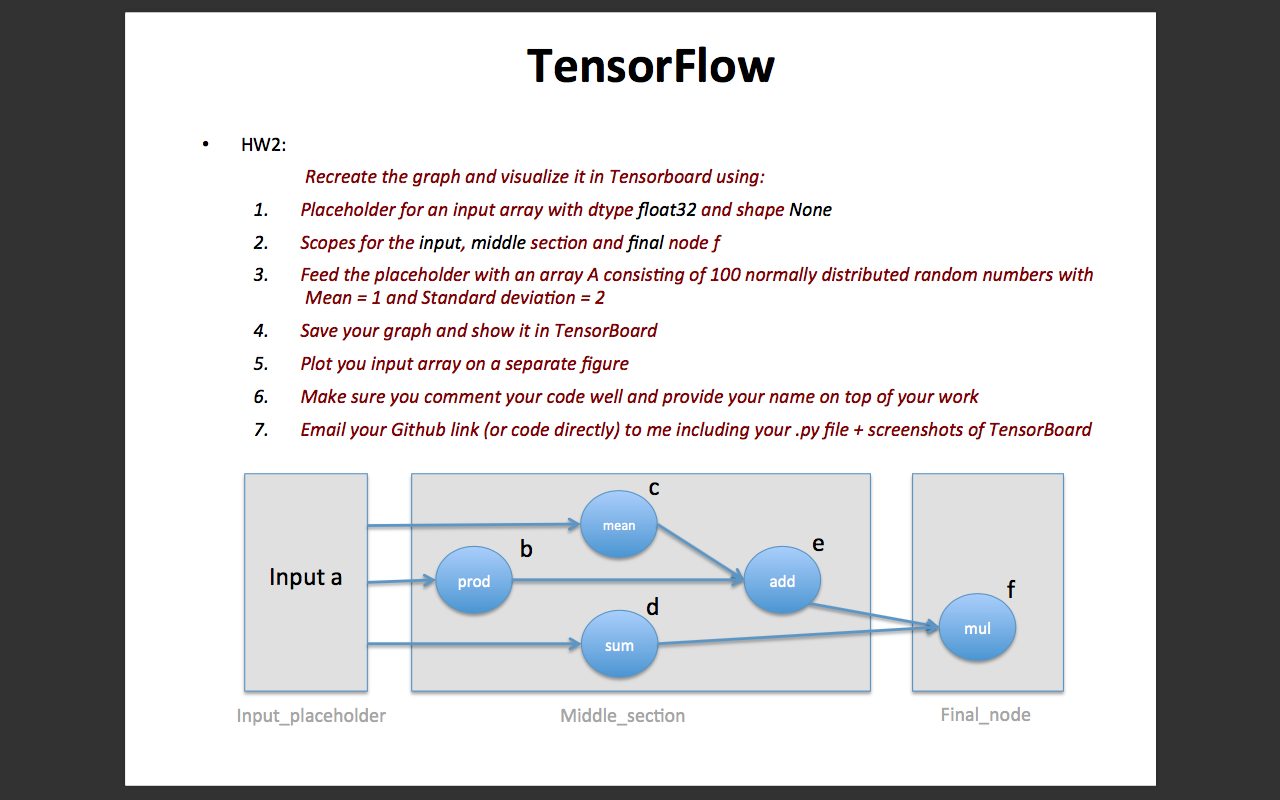 TensorFlow
• HW2:
Recreate the graph and visualize it in Tensorboard using:
1. Placeholder for an input array with dtype float32 and shape None
2. Scopes for the input, middle section and final node f
3. Feed the placeholder with an array A consisting of 100 normally distributed random numbers with
Mean = 1 and Standard deviation = 2
4. Save your graph and show it in TensorBoard
5. Plot you input array on a separate figure
6. Make sure you comment your code well and provide your name on top of your work
7. Email your Github link (or code directly) to me including your .py file + screenshots of TensorBoard
c
mean
b
e
Input a
prod
add
d
f
sum
mul
Input_placeholder
Middle_section
Final_node